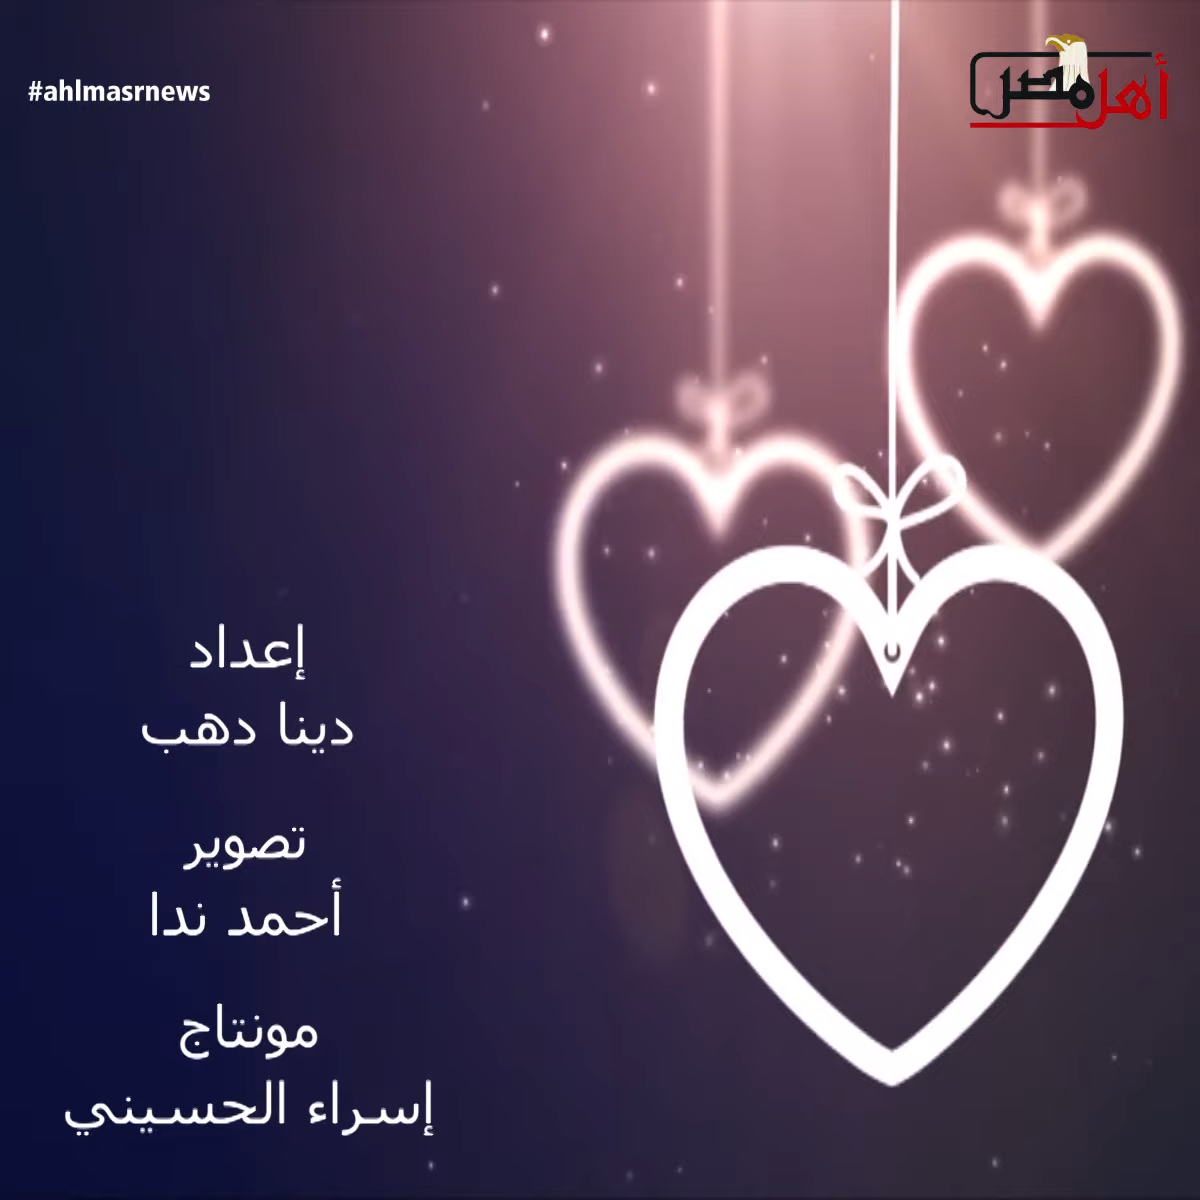 #ahlmasrnews
أهل مصر
إعداد
دينا دهب
تصوير
أحمد ندا
مونتاج
إسراء الحسيني